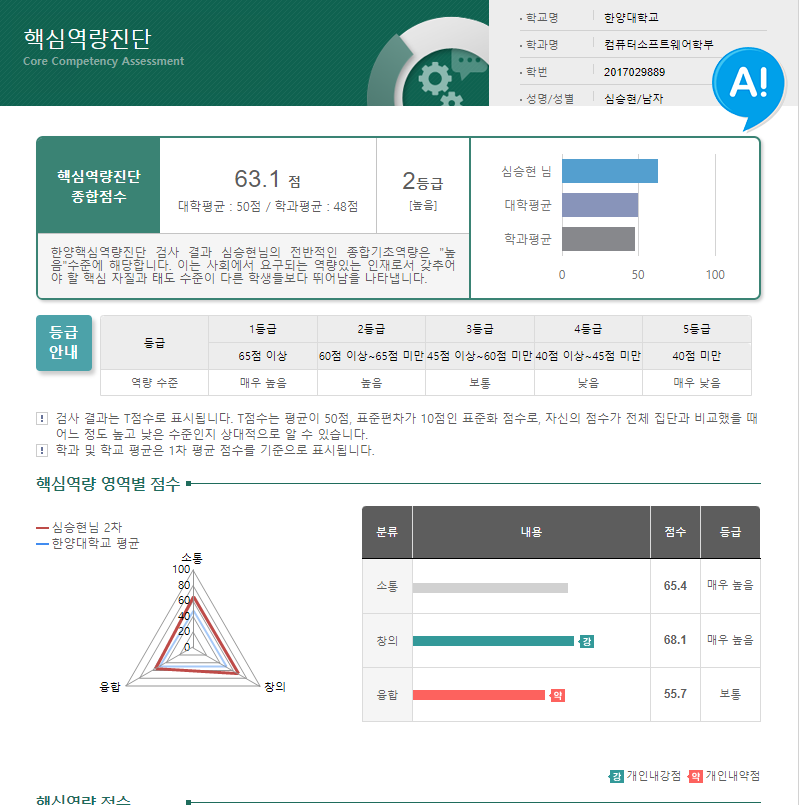 핵심역량진단
Core Competency Assessment
· 학교명 한양대학교
· 학과명 컴퓨터소프트웨어학부
· 학번 2017029889
· 성명/성별 심승현/남자
A!
핵심역량진단
종합점수
63.1 점
대학평균 : 50점 / 학과평균 : 48점
2등급
[높음]
한양핵심역량진단 검사 결과 심승현님의 전반적인 종합기초역량은 "높
음"수준에 해당합니다. 이는 사회에서 요구되는 역량있는 인재로서 갖추어
야 할 핵심 자질과 태도 수준이 다른 학생들보다 뛰어남을 나타냅니다.
심승현 님
대학평균
학과평균
0 50 100
등급
안내
등급 1등급 2등급 3등급 4등급 5등급
65점 이상 60점 이상~65점 미만 45점 이상~60점 미만 40점 이상~45점 미만 40점 미만
역량 수준 매우 높음 높음 보통 낮음 매우 낮음
! 검사 결과는 T점수로 표시됩니다. T점수는 평균이 50점, 표준편차가 10점인 표준화 점수로, 자신의 점수가 전체 집단과 비교했을 때
어느 정도 높고 낮은 수준인지 상대적으로 알 수 있습니다.
! 학과 및 학교 평균은 1차 평균 점수를 기준으로 표시됩니다.
핵심역량 영역별 점수
심승현님 2차
한양대학교 평균
소통
100
80
60
40
20
0
융합 창의
분류 내용 점수 등급
소통 65.4 매우 높음
창의 강 68.1 매우 높음
융합 약 55.7 보통
강 개인내강점 약 개인내약점
핵심역량 점수